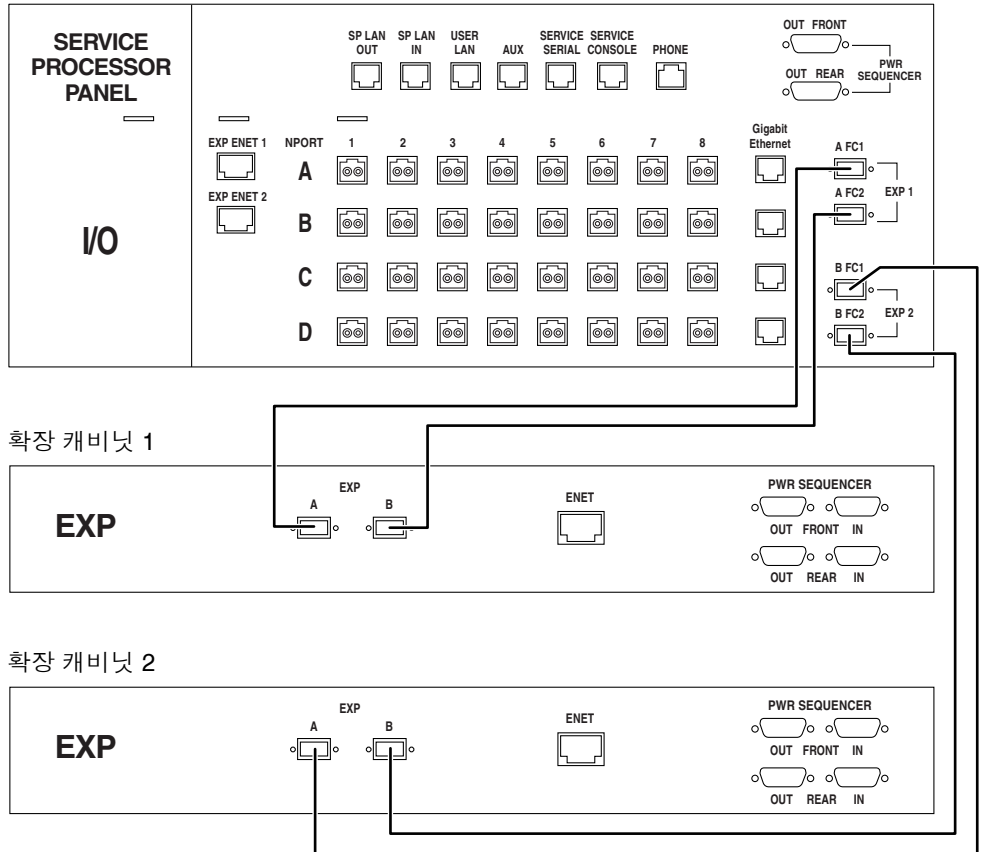 SERVICE
PROCESSOR
PANEL
I/O
SP LAN
OUT
SP LAN
IN
USER
LAN
AUX
SERVICE
SERIAL
SERVICE
CONSOLE
PHONE
OUT FRONT
OUT REAR
PWR
SEQUENCER
EXP ENET 1
EXP ENET 2
NPORT 1 2 3 4 5 6 7 8
A
B
C
D
Gigabit
Ethernet
A FC1
A FC2
EXP 1
B FC1
B FC2
EXP 2
확장 캐비닛 1
EXP
EXP
A B
ENET
PWR SEQUENCER
OUT FRONT IN
OUT REAR IN
확장 캐비닛 2
EXP
EXP
A B
ENET
PWR SEQUENCER
OUT FRONT IN
OUT REAR IN